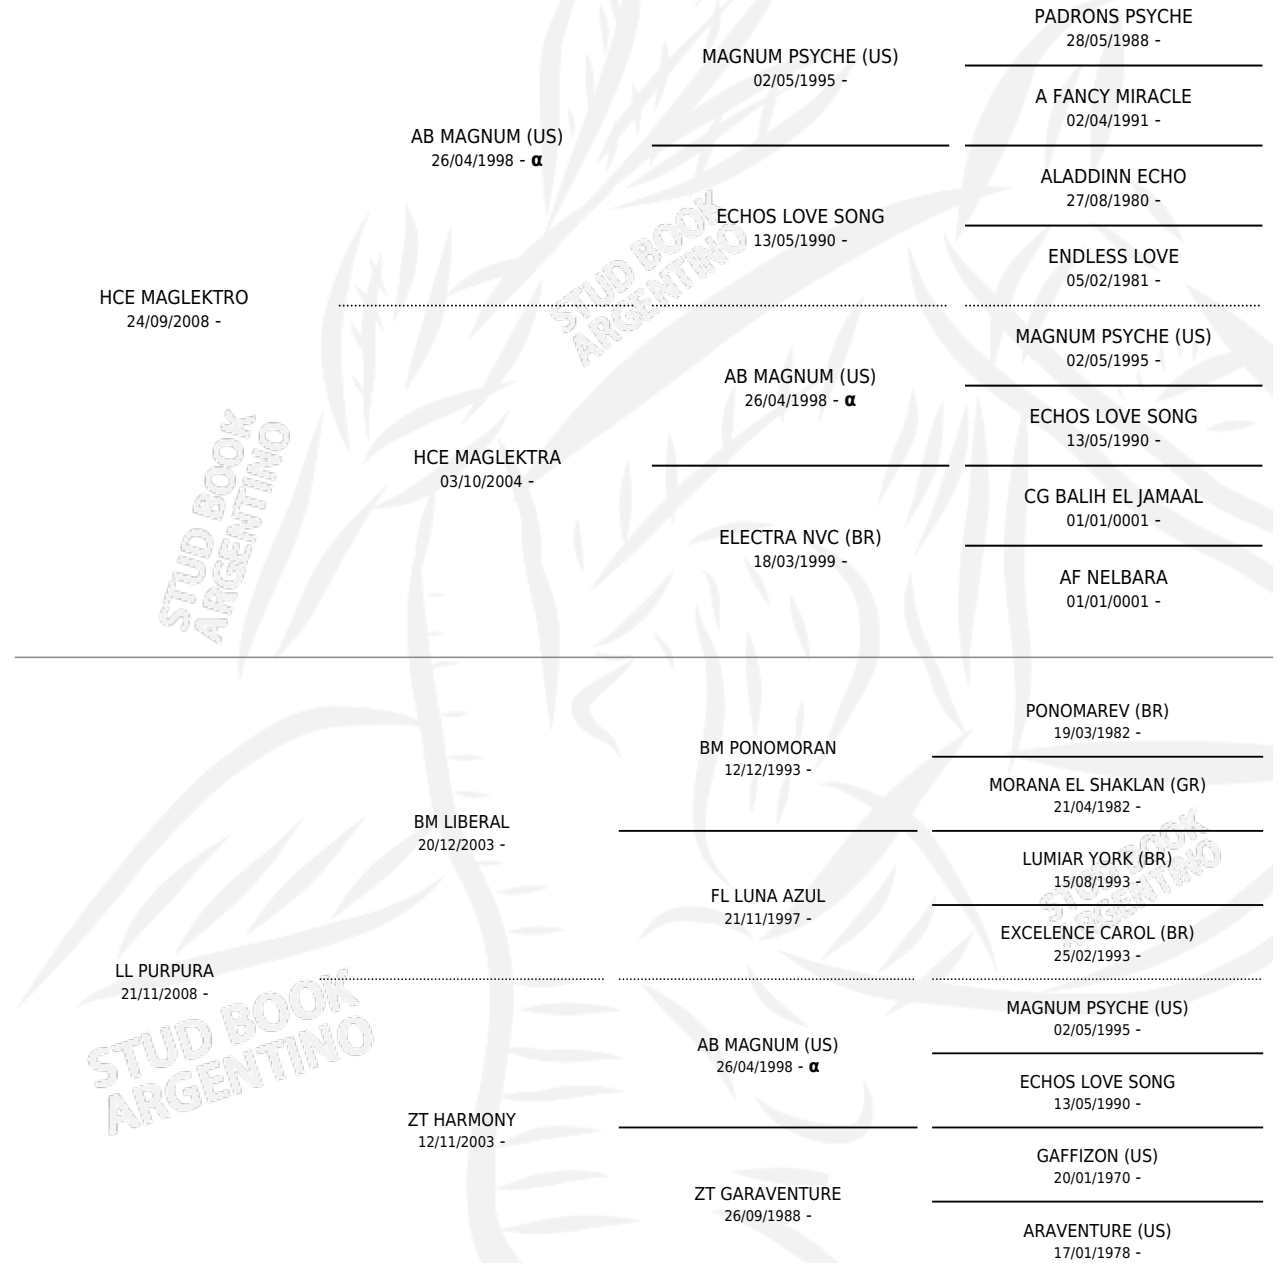 PADRONS PSYCHE
28/05/1988 -
MAGNUM PSYCHE (US)
02/05/1995 -
A FANCY MIRACLE
02/04/1991 -
AB MAGNUM (US)
26/04/1998 - α
ALADDINN ECHO
27/08/1980 -
ECHOS LOVE SONG
13/05/1990 -
ENDLESS LOVE
05/02/1981 -
STUD BOOK
ARGENTINO
HCE MAGLEKTRO
24/09/2008 -
MAGNUM PSYCHE (US)
02/05/1995 -
AB MAGNUM (US)
26/04/1998 - α
ECHOS LOVE SONG
13/05/1990 -
HCE MAGLEKTRA
03/10/2004 -
CG BALIH EL JAMAAL
01/01/0001 -
ELECTRA NVC (BR)
18/03/1999 -
AF NELBARA
01/01/0001 -
STUD BOOK
ARGENTINO
PONOMAREV (BR)
19/03/1982 -
BM PONOMORAN
12/12/1993 -
MORANA EL SHAKLAN (GR)
21/04/1982 -
BM LIBERAL
20/12/2003 -
LUMIAR YORK (BR)
15/08/1993 -
FL LUNA AZUL
21/11/1997 -
EXCELENCE CAROL (BR)
25/02/1993 -
STUD BOOK
ARGENTINO
LL PURPURA
21/11/2008 -
MAGNUM PSYCHE (US)
02/05/1995 -
AB MAGNUM (US)
26/04/1998 - α
ECHOS LOVE SONG
13/05/1990 -
ZT HARMONY
12/11/2003 -
GAFFIZON (US)
20/01/1970 -
ZT GARAVENTURE
26/09/1988 -
ARAVENTURE (US)
17/01/1978 -
STUD BOOK
ARGENTINO